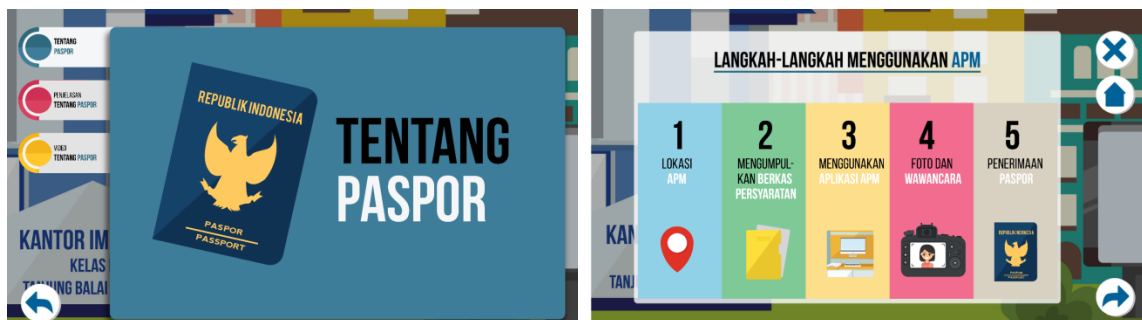 TENTANG
PASPOR
PENJELASAN
TENTANG PASPOR
VIDEO
TENTANG PASPOR
REPUBLIK INDONESIA
PASPOR
PASSPORT
TENTANG
PASPOR
KANTOR IM
KELAS
TANJUNG BALAI
LANGKAH-LANGKAH MENGGUNAKAN APM
1
LOKASI
APM
2
MENGUMPUL-
KAN BERKAS
PERSYARATAN
3
MENGGUNAKAN
APLIKASI APM
4
FOTO DAN
WAWANCARA
5
PENERIMAAN
PASPOR
REPUBLIK INDONESIA
KAN
TANJ